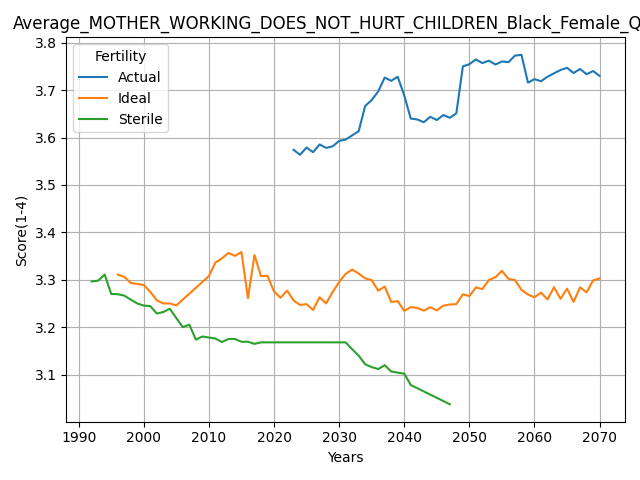 Average_MOTHER_WORKING_DOES_NOT_HURT_CHILDREN_Black_Female_Q
Fertility
Actual
Ideal
Sterile
Score(1-4)
3.8
3.7
3.6
3.5
3.4
3.3
3.2
3.1
1990 2000 2010 2020 2030 2040 2050 2060 2070
Years